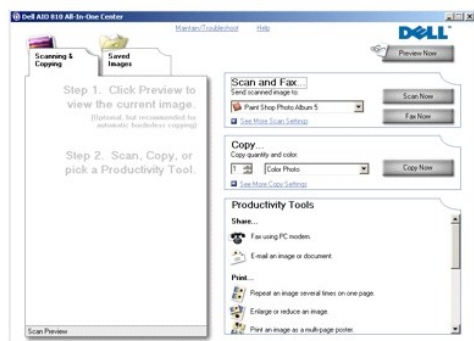 Dell AIO 810 All-In-One Center
Maintain/Troubleshoot Help
DELL
Preview Now
Scanning & Copying
Saved Images
Step 1. Click Preview to
view the current image.
(Optional, but recommended for
automatic borderless copying)
Step 2. Scan, Copy, or
pick a Productivity Tool.
Scan Preview
Scan and Fax...
Send scanned image to:
Paint Shop Photo Album 5
Scan Now
See More Scan Settings
Fax Now
Copy...
Copy quantity and color:
1 Color Photo
Copy Now
See More Copy Settings
Productivity Tools
Share...
Fax using PC modem.
E-mail an image or document.
Print...
Repeat an image several times on one page.
Enlarge or reduce an image.
Print an image as a multi-page poster.